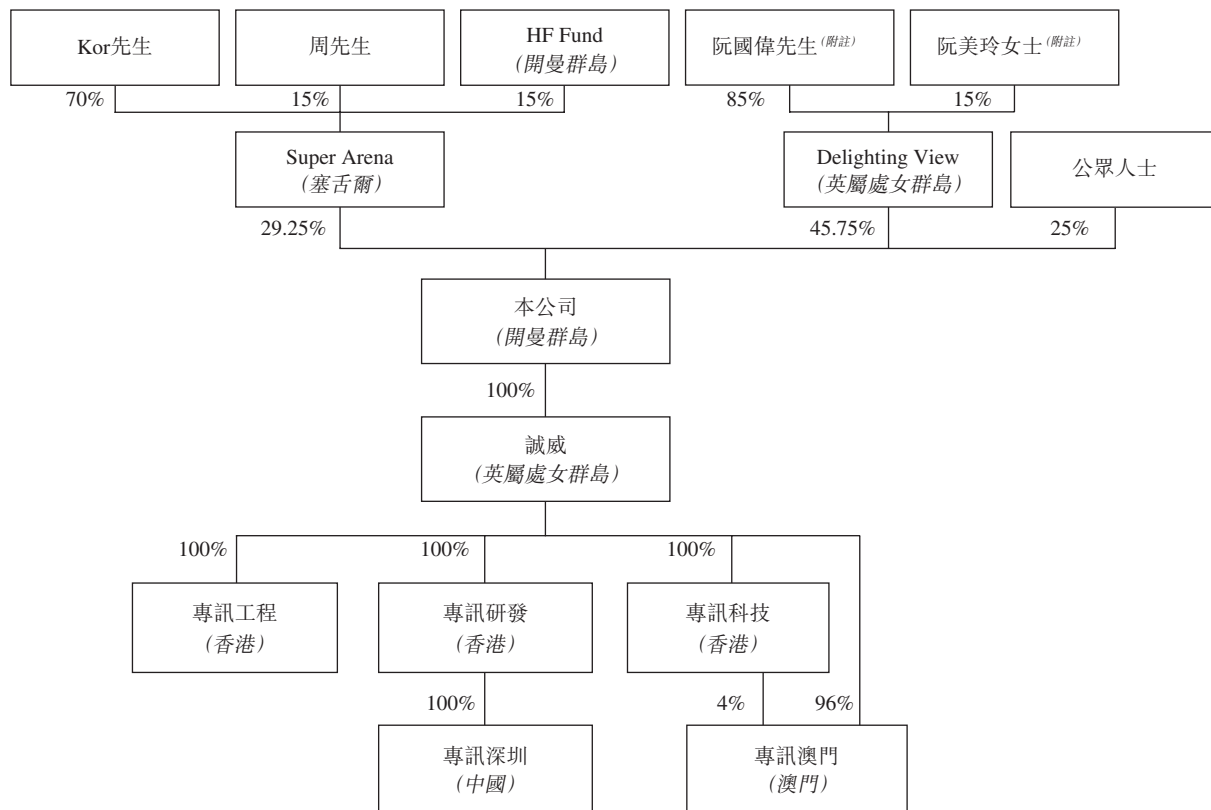 Kor先生
周先生
HF Fund
(開曼群島)
阮國偉先生(附註)
阮美玲女士(附註)
70%
15%
15%
85%
15%
Super Arena
(塞舌爾)
Delighting View
(英屬處女群島)
公眾人士
29.25%
45.75%
25%
本公司
(開曼群島)
100%
誠威
(英屬處女群島)
100%
100%
100%
專訊工程
(香港)
專訊研發
(香港)
專訊科技
(香港)
100%
4%
96%
專訊深圳
(中國)
專訊澳門
(澳門)